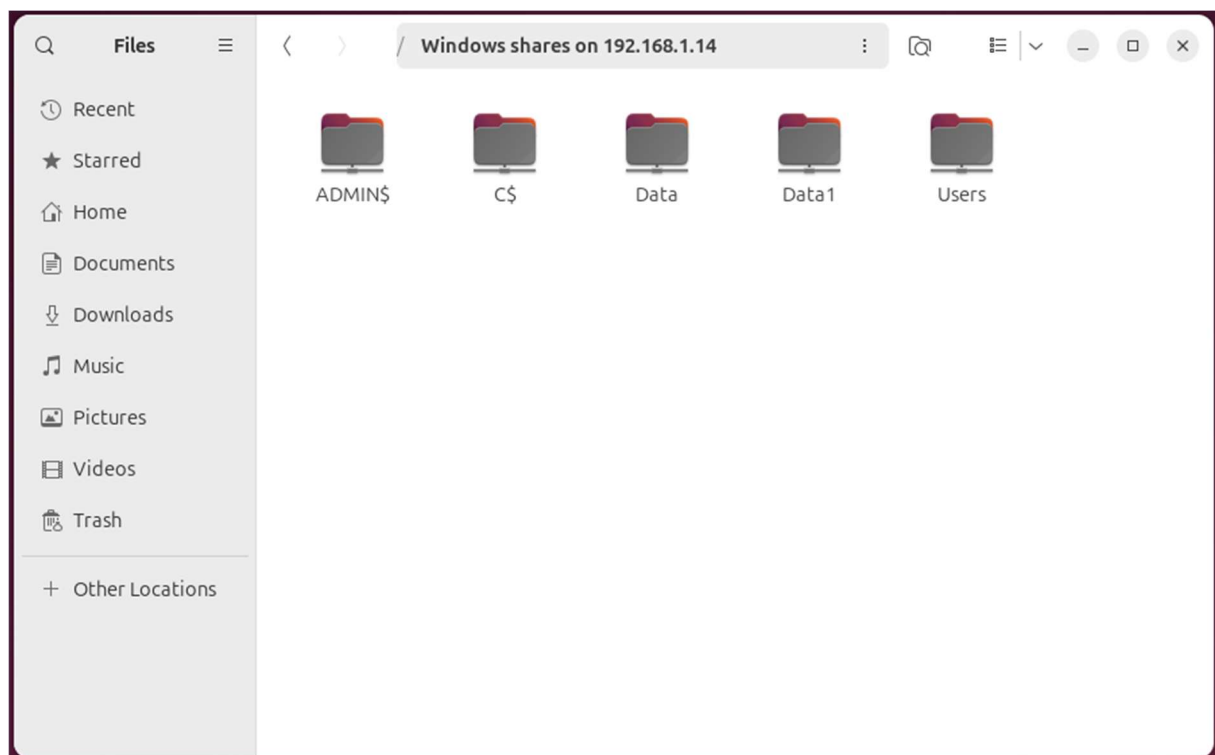 Files
/ Windows shares on 192.168.1.14
Recent
Starred
Home
Documents
Downloads
Music
Pictures
Videos
Trash
+ Other Locations
ADMIN$
C$
Data
Data1
Users